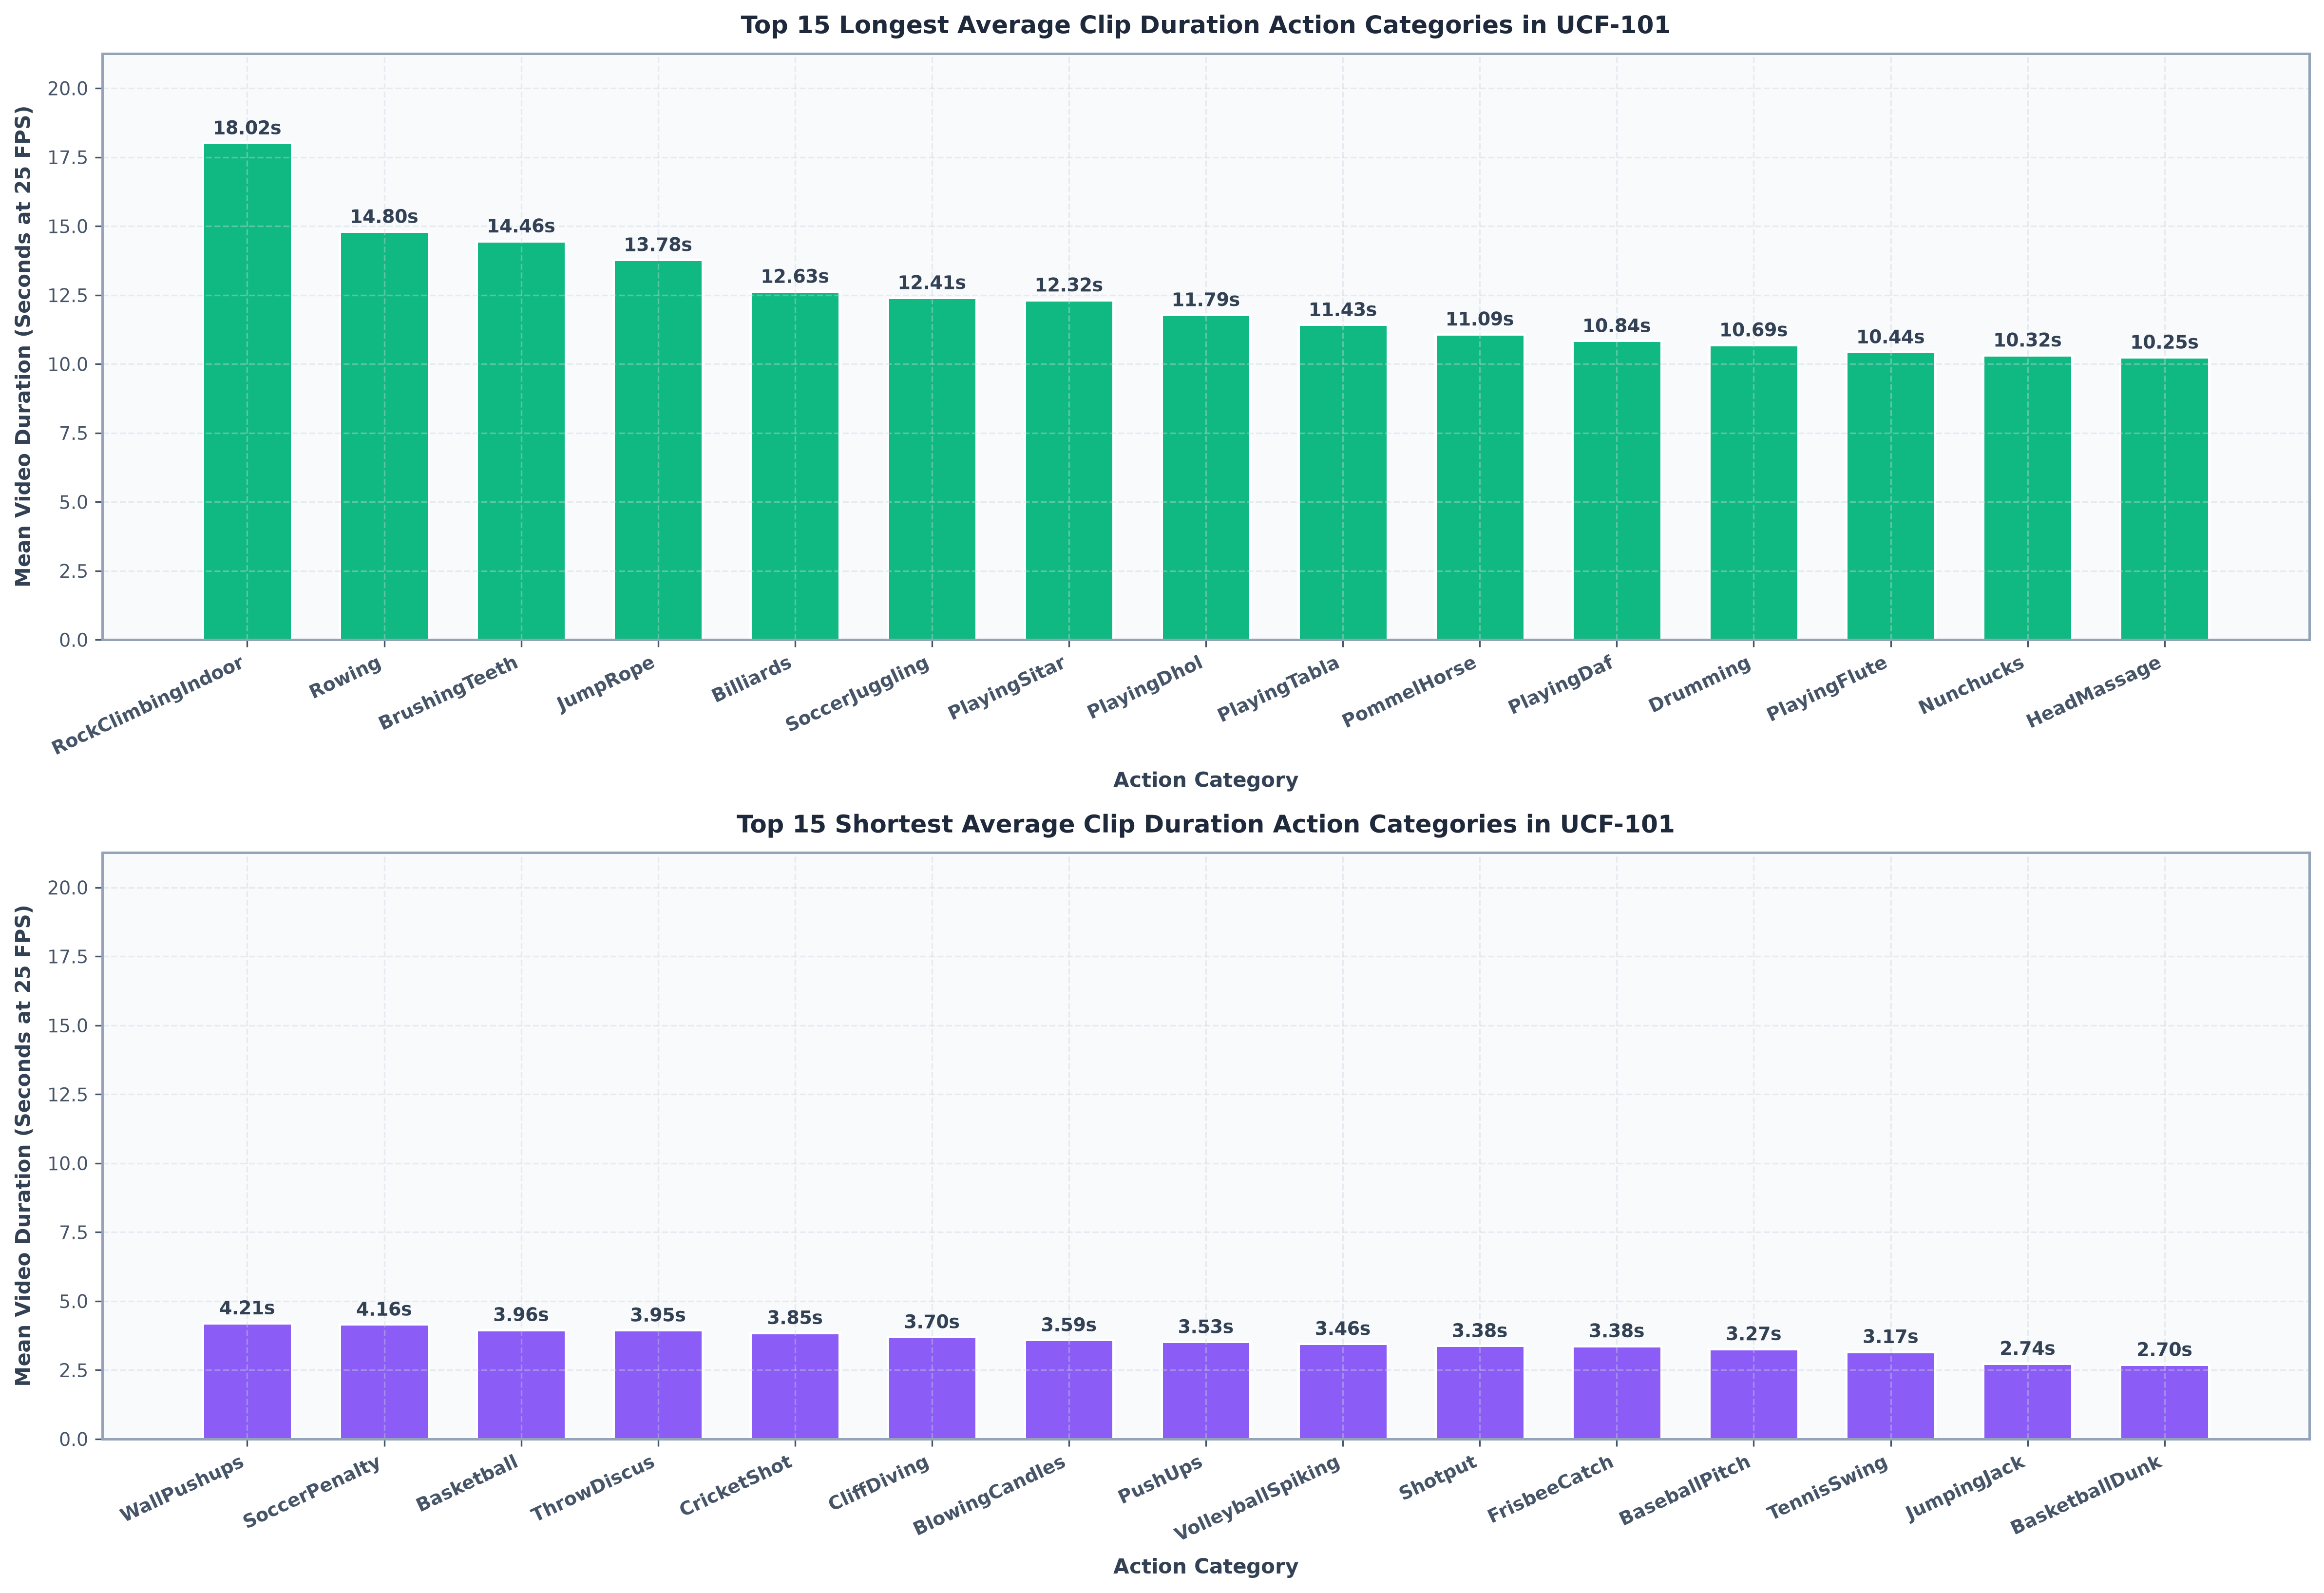 Top 15 Longest Average Clip Duration Action Categories in UCF-101
Mean Video Duration (Seconds at 25 FPS)
20.0
17.5
15.0
12.5
10.0
7.5
5.0
2.5
0.0
18.02s
14.80s
14.46s
13.78s
12.63s
12.41s
12.32s
11.79s
11.43s
11.09s
10.84s
10.69s
10.44s
10.32s
10.25s
RockClimbingIndoor
Rowing
BrushingTeeth
JumpRope
Billiards
SoccerJuggling
PlayingSitar
PlayingDhol
PlayingTabla
PommelHorse
PlayingDaf
Drumming
PlayingFlute
Nunchucks
HeadMassage
Action Category
Top 15 Shortest Average Clip Duration Action Categories in UCF-101
Mean Video Duration (Seconds at 25 FPS)
20.0
17.5
15.0
12.5
10.0
7.5
5.0
2.5
0.0
4.21s
4.16s
3.96s
3.95s
3.85s
3.70s
3.59s
3.53s
3.46s
3.38s
3.38s
3.27s
3.17s
2.74s
2.70s
WallPushups
SoccerPenalty
Basketball
ThrowDiscus
CricketShot
CliffDiving
BlowingCandles
PushUps
VolleyballSpiking
Shotput
FrisbeeCatch
BaseballPitch
TennisSwing
JumpingJack
BasketballDunk
Action Category